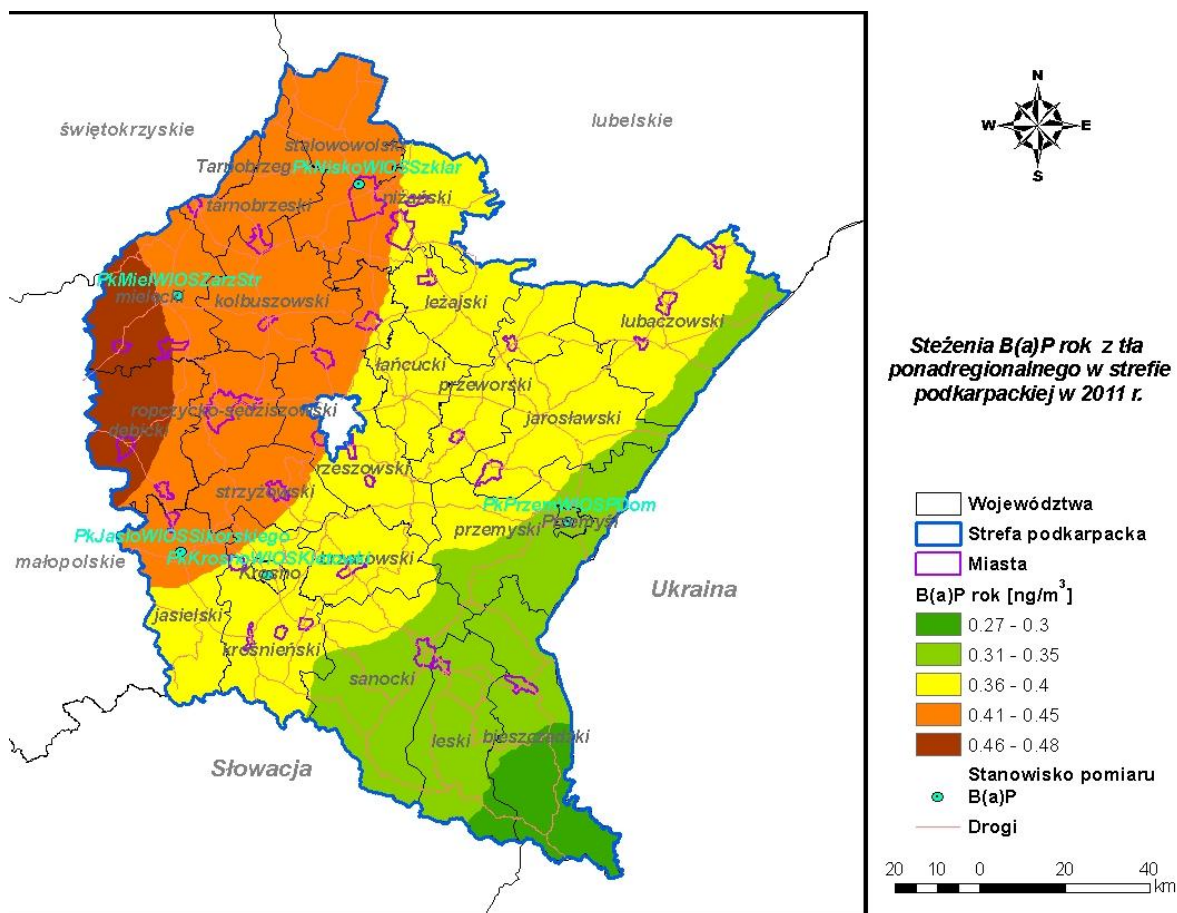 świętokrzyskie
lubelskie
stalowowolski
Tarnobrzeg
PkNiskoWIOSSzklar
niżański
tarnobrzeski
PkMielWIOSZarzStr
mielecki
kolbuszowski
leżajski
lubaczowski
łańcucki
przeworski
ropczycko-sędziszowski
jarosławski
dębicki
rzeszowski
strzyżowski
PkPrzemWIOSPDom
przemyski
Przemyśl
PkJasloWIOSSikorskiego
małopolskie
PkKrosnoWIOSKletowki
Krosno
Ukraina
jasielski
krośnieński
sanocki
leski
bieszczadzki
Słowacja
N
W
E
S
Stężenia B(a)P rok z tła
ponadregionalnego w strefie
podkarpackiej w 2011 r.
Województwa
Strefa podkarpacka
Miasta
B(a)P rok [ng/m³]
0.27 - 0.3
0.31 - 0.35
0.36 - 0.4
0.41 - 0.45
0.46 - 0.48
Stanowisko pomiaru
B(a)P
Drogi
20 10 0 20 40
km